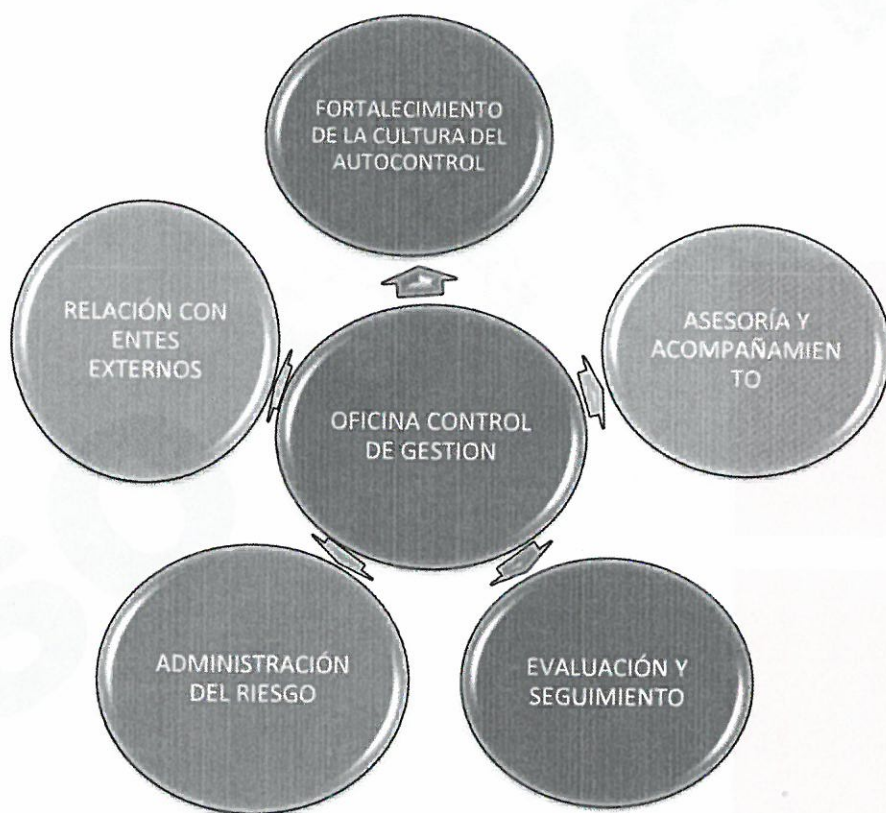 FORTALECIMIENTO
DE LA CULTURA DEL
AUTOCONTROL
RELACIÓN CON
ENTES
EXTERNOS
ASESORÍA Y
ACOMPAÑAMIEN
TO
OFICINA CONTROL
DE GESTION
ADMINISTRACIÓN
DEL RIESGO
EVALUACIÓN Y
SEGUIMIENTO